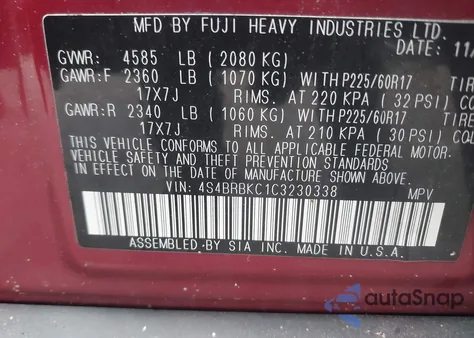 MFD BY FUJI HEAVY INDUSTRIES LTD.
DATE: 11/
GVWR: 4585 LB ( 2080 KG)
GAWR:F 2360 LB ( 1070 KG) WITH P225/60R17 TIRE
17X7J RIMS. AT 220 KPA ( 32 PSI) COL
GAWR:R 2340 LB ( 1060 KG) WITH P225/60R17 TIRE
17X7J RIMS. AT 210 KPA ( 30 PSI) COL
THIS VEHICLE CONFORMS TO ALL APPLICABLE FEDERAL MOTOR
VEHICLE SAFETY AND THEFT PREVENTION STANDARDS
IN EFFECT ON THE DATE OF MANUFACTURE SHOWN ABOVE.
VIN: 4S4BRBKC1C3230338 MPV
ASSEMBLED BY SIA INC. MADE IN U.S.A.
autoSnap